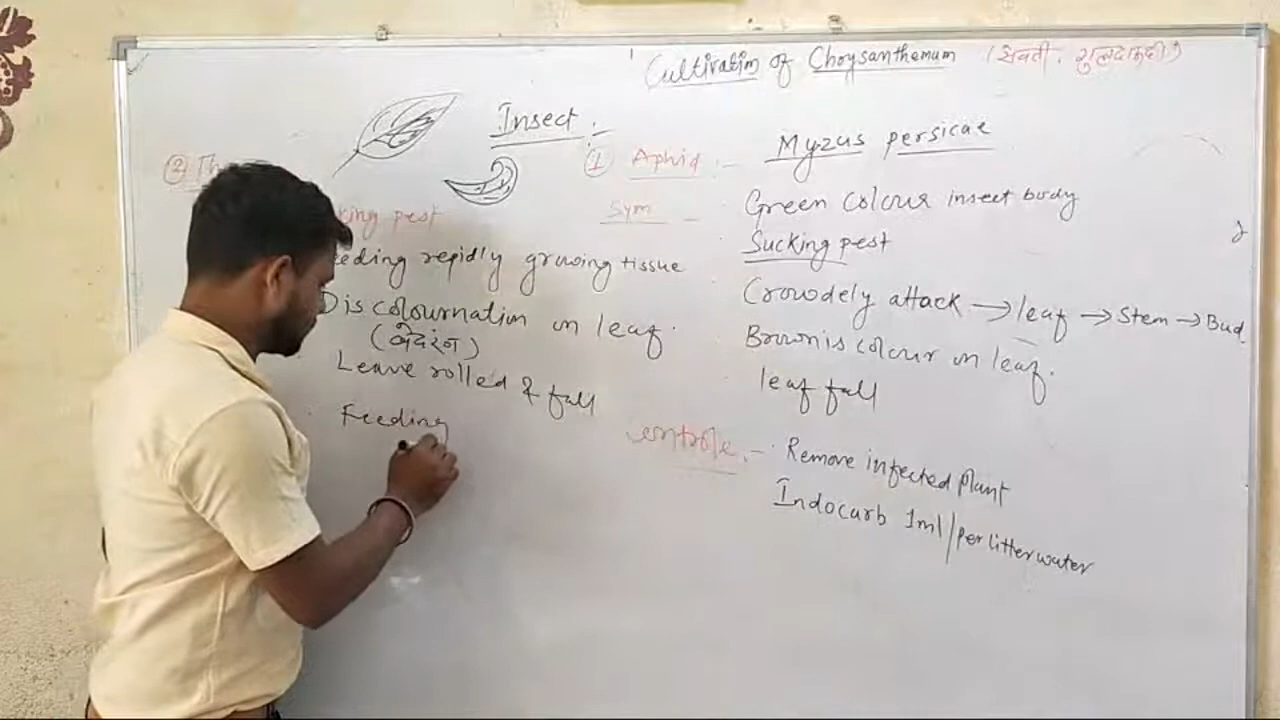 Cultivation of Chrysanthemum (सेवती, गुलदाऊदी)
Insect :-
① Aphid :- Myzus persicae
Sym - Green colour insect body
Sucking pest
Crowdely attack → leaf → Stem → Bud
Brownis colour on leaf.
leaf fall
controle :- Remove infected plant
Indocarb 1ml/per litter water
② Th
king pest
eding repidly growing tissue
Discolournation on leaf.
(बेदरंग)
Leave rolled & fall
Feeding